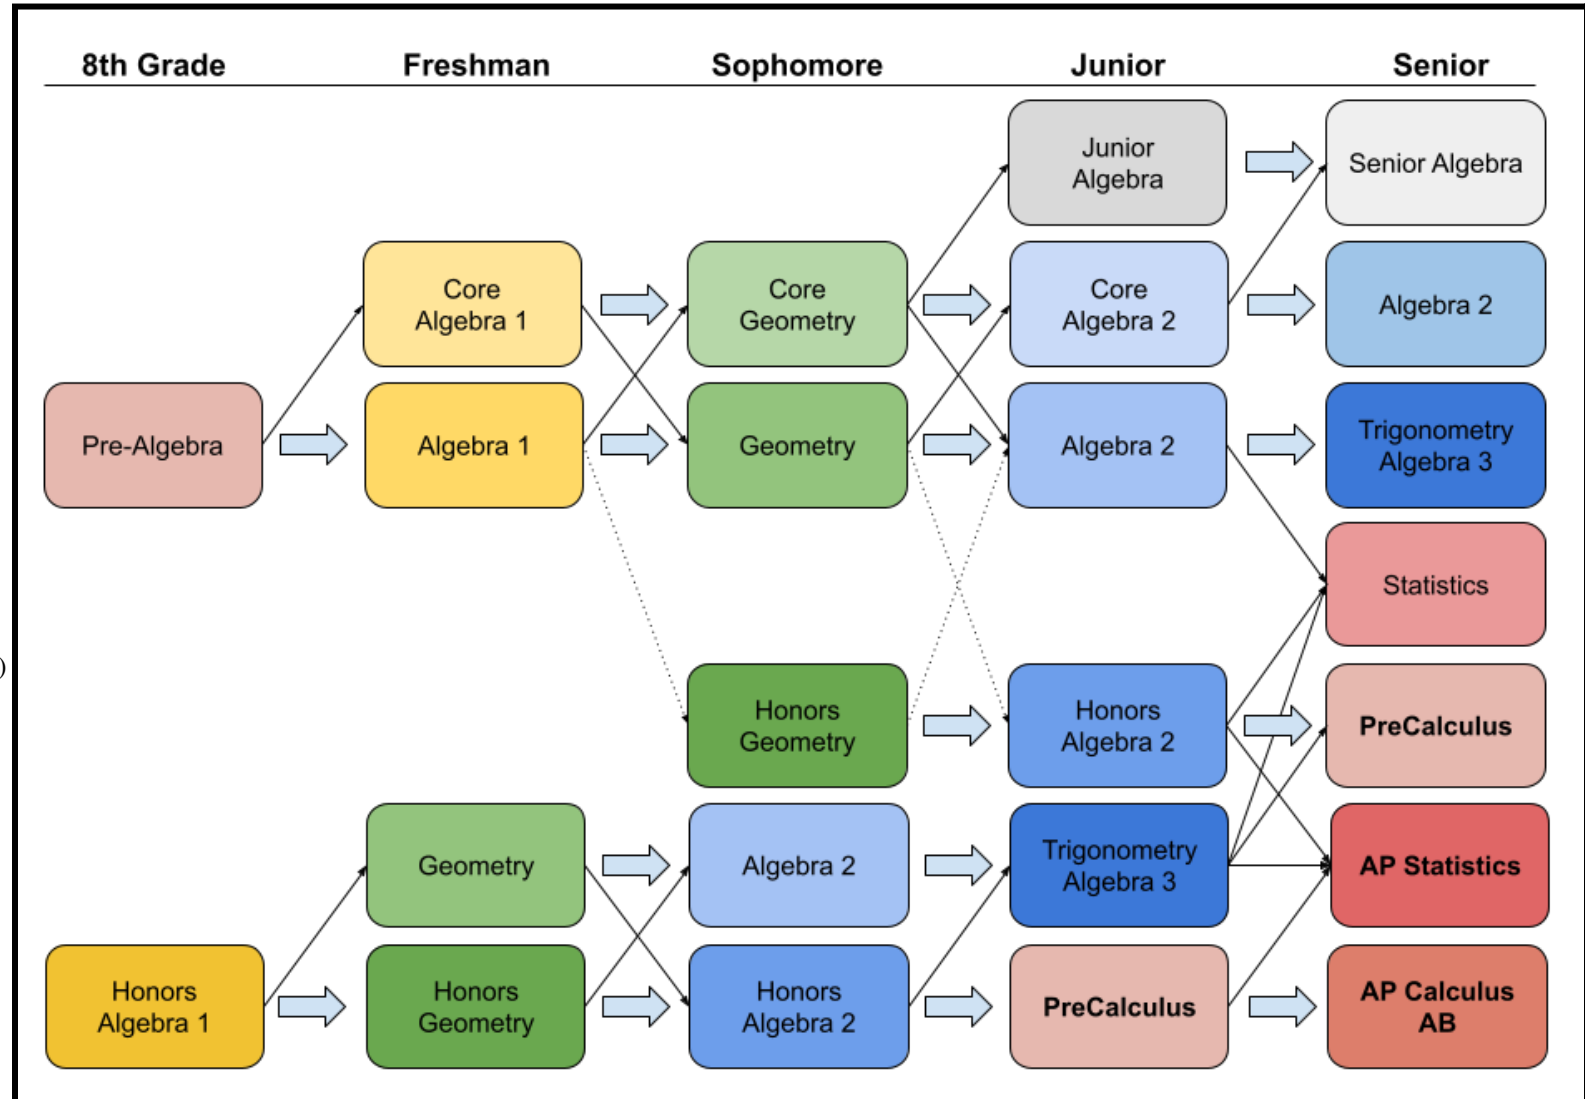 8th Grade Freshman Sophomore Junior Senior
Junior
Algebra
Senior Algebra
Core
Algebra 1
Core
Geometry
Core
Algebra 2
Algebra 2
Pre-Algebra
Algebra 1
Geometry
Algebra 2
Trigonometry
Algebra 3
Statistics
)
Honors
Geometry
Honors
Algebra 2
PreCalculus
Geometry
Algebra 2
Trigonometry
Algebra 3
AP Statistics
Honors
Algebra 1
Honors
Geometry
Honors
Algebra 2
PreCalculus
AP Calculus
AB